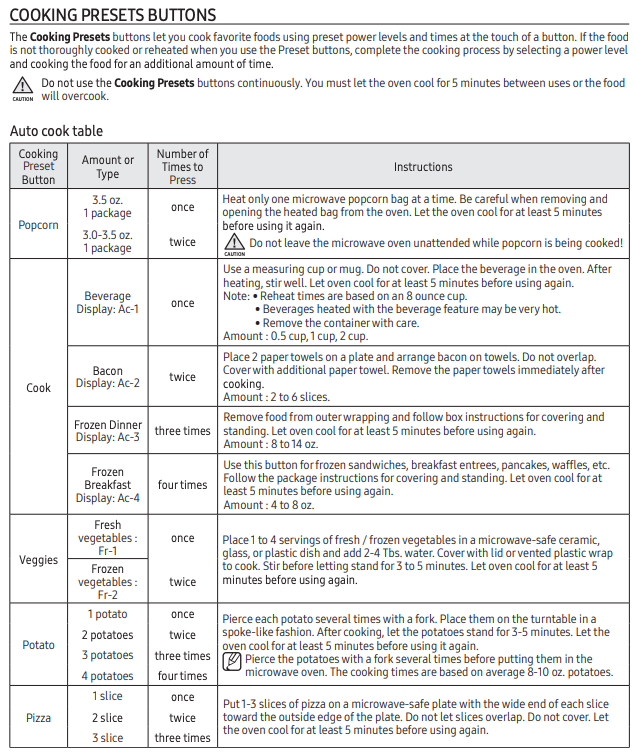 COOKING PRESETS BUTTONS
The Cooking Presets buttons let you cook favorite foods using preset power levels and times at the touch of a button. If the food
is not thoroughly cooked or reheated when you use the Preset buttons, complete the cooking process by selecting a power level
and cooking the food for an additional amount of time.
CAUTION
Do not use the Cooking Presets buttons continuously. You must let the oven cool for 5 minutes between uses or the food
will overcook.
Auto cook table
Cooking
Preset
Button
Amount or
Type
Number of
Times to
Press
Instructions
Popcorn
3.5 oz.
1 package
once
3.0-3.5 oz.
1 package
twice
Heat only one microwave popcorn bag at a time. Be careful when removing and
opening the heated bag from the oven. Let the oven cool for at least 5 minutes
before using it again.
CAUTION
Do not leave the microwave oven unattended while popcorn is being cooked!
Cook
Beverage
Display: Ac-1
once
Use a measuring cup or mug. Do not cover. Place the beverage in the oven. After
heating, stir well. Let oven cool for at least 5 minutes before using again.
Note: • Reheat times are based on an 8 ounce cup.
• Beverages heated with the beverage feature may be very hot.
• Remove the container with care.
Amount : 0.5 cup, 1 cup, 2 cup.
Bacon
Display: Ac-2
twice
Place 2 paper towels on a plate and arrange bacon on towels. Do not overlap.
Cover with additional paper towel. Remove the paper towels immediately after
cooking.
Amount : 2 to 6 slices.
Frozen Dinner
Display: Ac-3
three times
Remove food from outer wrapping and follow box instructions for covering and
standing. Let oven cool for at least 5 minutes before using again.
Amount : 8 to 14 oz.
Frozen
Breakfast
Display: Ac-4
four times
Use this button for frozen sandwiches, breakfast entrees, pancakes, waffles, etc.
Follow the package instructions for covering and standing. Let oven cool for at
least 5 minutes before using again.
Amount : 4 to 8 oz.
Veggies
Fresh
vegetables :
Fr-1
once
Frozen
vegetables :
Fr-2
twice
Place 1 to 4 servings of fresh / frozen vegetables in a microwave-safe ceramic,
glass, or plastic dish and add 2-4 Tbs. water. Cover with lid or vented plastic wrap
to cook. Stir before letting stand for 3 to 5 minutes. Let oven cool for at least 5
minutes before using again.
Potato
1 potato
once
2 potatoes
twice
3 potatoes
three times
4 potatoes
four times
Pierce each potato several times with a fork. Place them on the turntable in a
spoke-like fashion. After cooking, let the potatoes stand for 3-5 minutes. Let the
oven cool for at least 5 minutes before using it again.
Pierce the potatoes with a fork several times before putting them in the
microwave oven. The cooking times are based on average 8-10 oz. potatoes.
Pizza
1 slice
once
2 slice
twice
3 slice
three times
Put 1-3 slices of pizza on a microwave-safe plate with the wide end of each slice
toward the outside edge of the plate. Do not let slices overlap. Do not cover. Let
the oven cool for at least 5 minutes before using again.